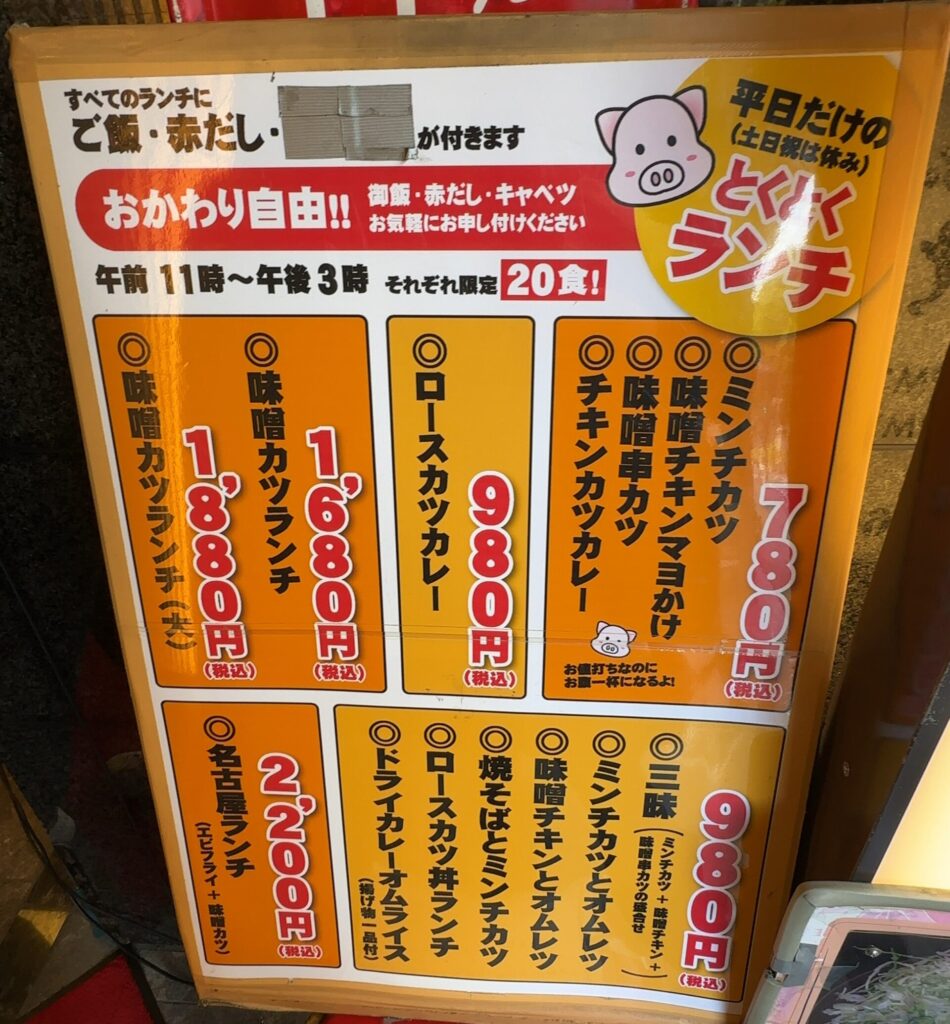 すべてのランチに
ご飯・赤だし・
が付きます
平日だけの
(土日祝は休み)
とくとく
ランチ
おかわり自由!!
御飯・赤だし・キャベツ
お気軽にお申し付けください
午前 11時~午後3時 それぞれ限定 20食!
◎ミンチカツ
◎味噌チキンマヨかけ
◎味噌串カツ
◎チキンカツカレー
780円
(税込)
お値打ちなのに
お腹一杯になるよ!
◎ロースカツカレー
980円
(税込)
◎味噌カツランチ
1,680円
(税込)
◎味噌カツランチ(大)
1,880円
(税込)
◎三味(ミンチカツ+味噌チキン+
味噌串カツの盛合せ
◎ミンチカツとオムレツ
◎味噌チキンとオムレツ
◎焼そばとミンチカツ
◎ロースカツ丼ランチ
◎ドライカレーオムライス
(揚げ物一品付)
980円
(税込)
◎名古屋ランチ
(エビフライ+味噌カツ)
2,200円
(税込)